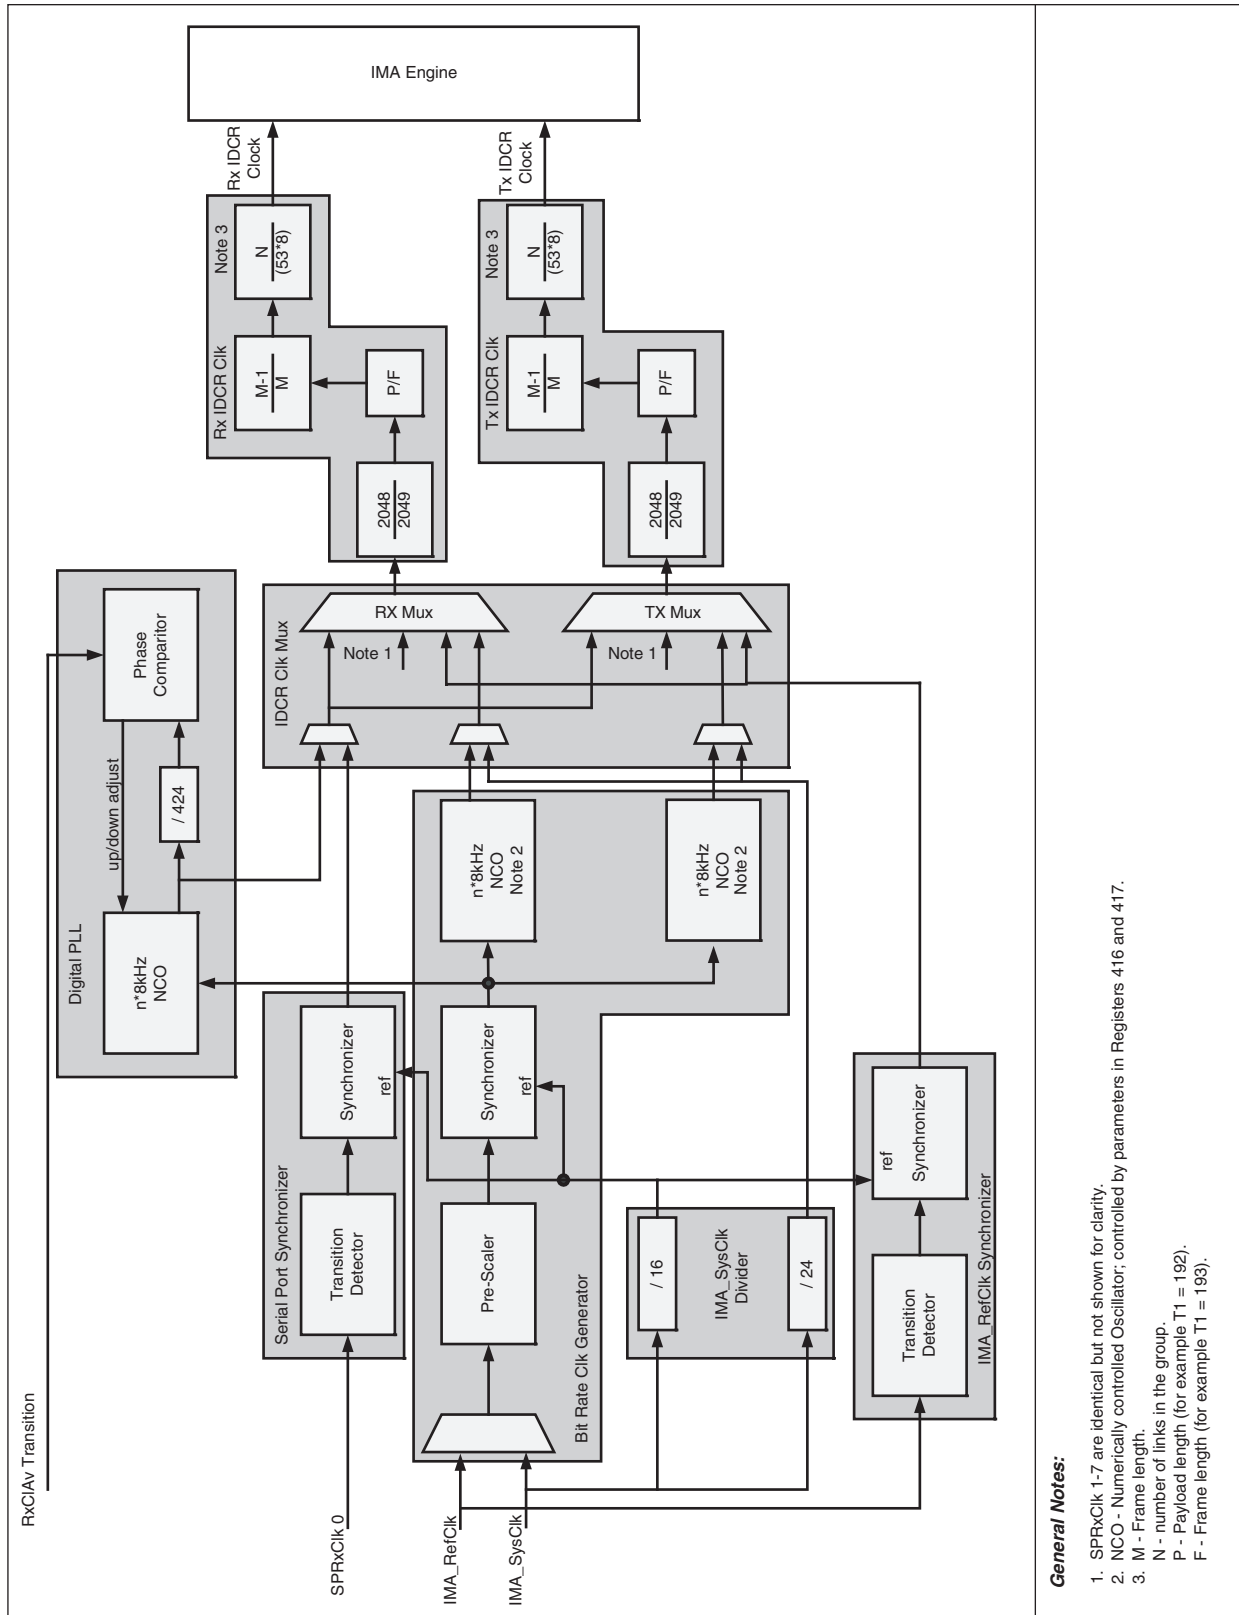 RxClAv Transition
Digital PLL
n*8kHz
NCO
up/down adjust
/ 424
Phase
Comparitor
SPRxClk 0
Serial Port Synchronizer
Transition
Detector
Synchronizer
ref
IMA_RefClk
IMA_SysClk
Bit Rate Clk Generator
Pre-Scaler
Synchronizer
ref
n*8kHz
NCO
Note 2
n*8kHz
NCO
Note 2
/ 16
IMA_SysClk
Divider
/ 24
IMA_RefClk Synchronizer
Transition
Detector
ref
Synchronizer
IDCR Clk Mux
Note 1
RX Mux
Note 1
TX Mux
Rx IDCR Clk
2048
2049
P/F
M-1
M
Note 3
N
(53*8)
Rx IDCR
Clock
Tx IDCR Clk
2048
2049
P/F
M-1
M
Note 3
N
(53*8)
Tx IDCR
Clock
IMA Engine
General Notes:
1. SPRxClk 1-7 are identical but not shown for clarity.
2. NCO - Numerically controlled Oscillator; controlled by parameters in Registers 416 and 417.
3. M - Frame length.
N - number of links in the group.
P - Payload length (for example T1 = 192).
F - Frame length (for example T1 = 193).